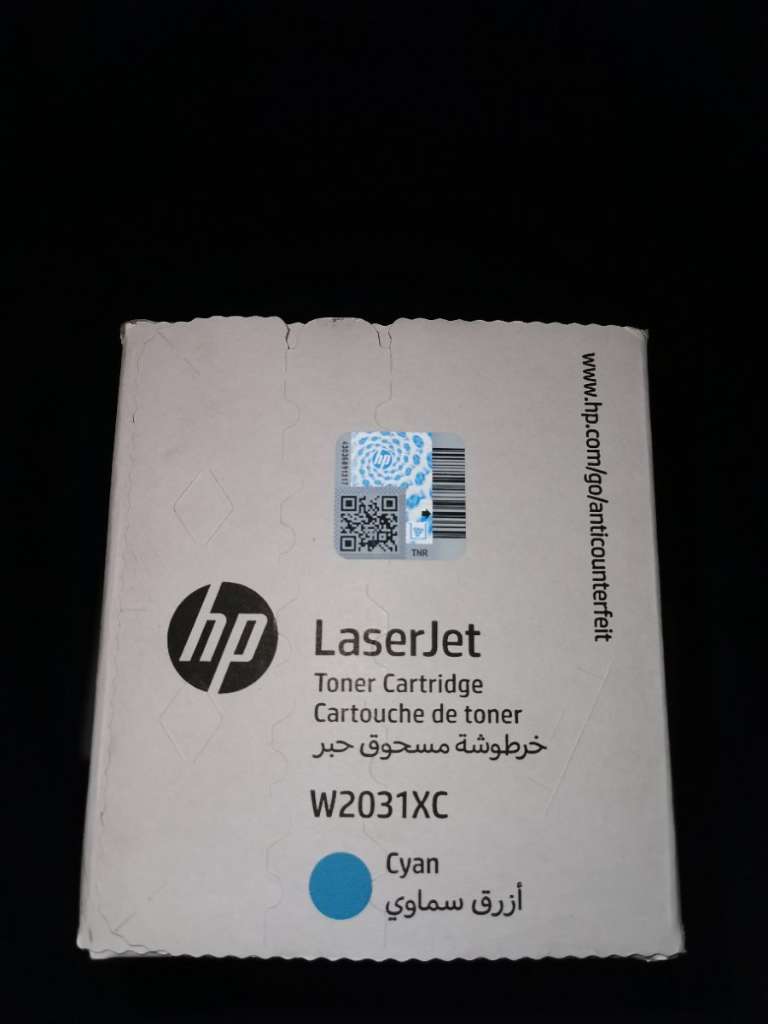 www.hp.com/go/anticounterfeit
hp
TNR
hp
LaserJet
Toner Cartridge
Cartouche de toner
خرطوشة مسحوق حبر
W2031XC
Cyan
أزرق سماوي